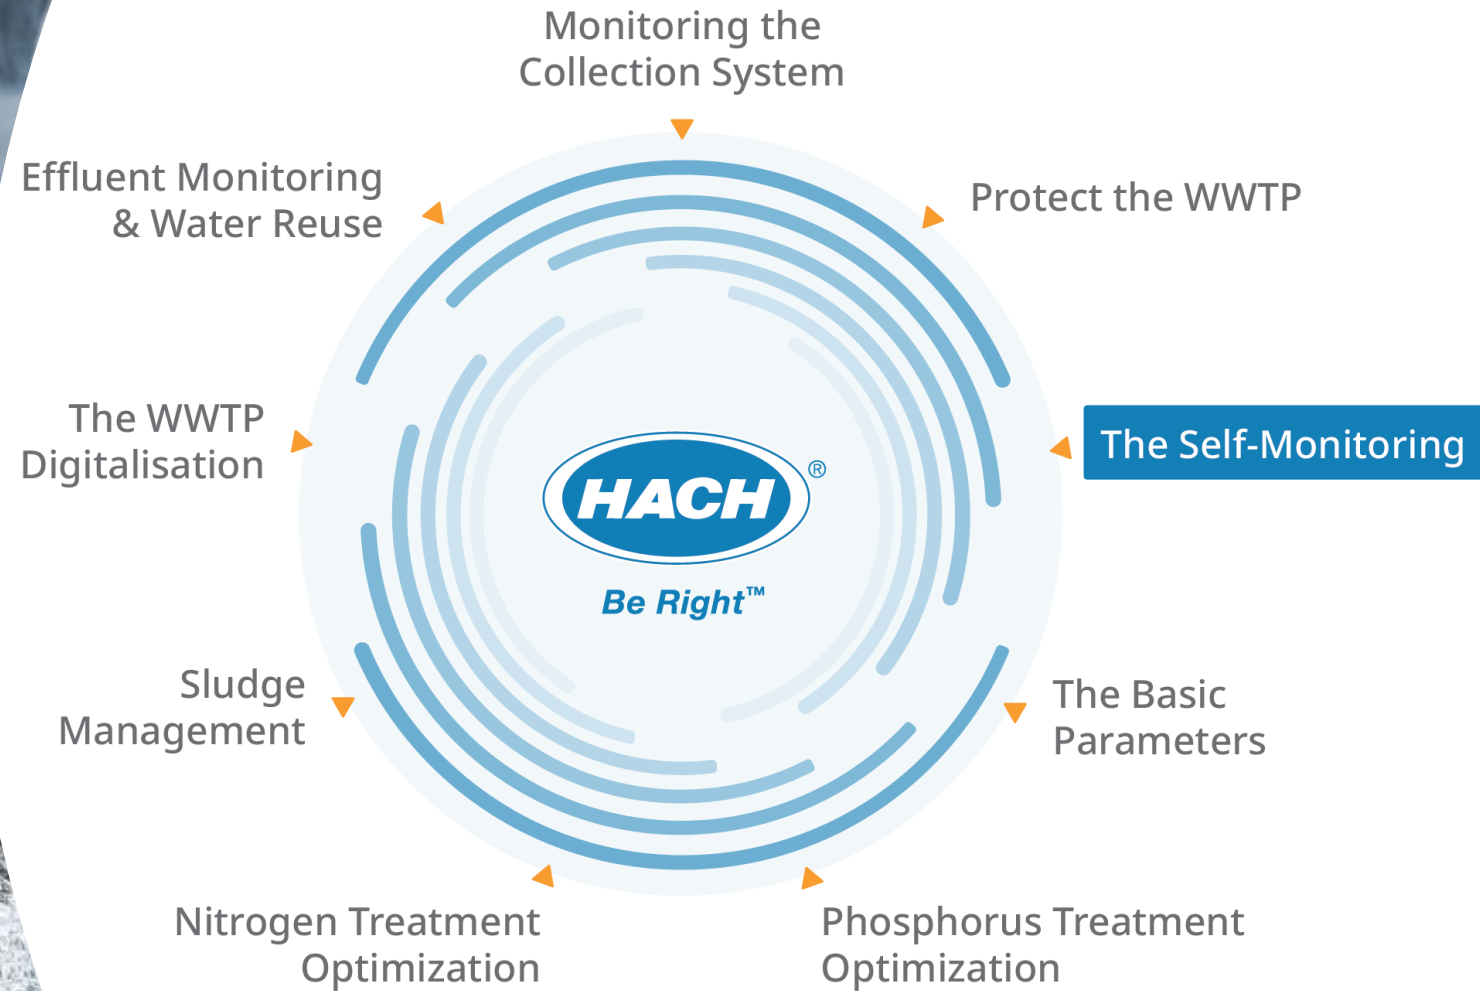 Monitoring the
Collection System
Effluent Monitoring
& Water Reuse
Protect the WWTP
The WWTP
Digitalisation
The Self-Monitoring
HACH®
Be Right™
Sludge
Management
The Basic
Parameters
Nitrogen Treatment
Optimization
Phosphorus Treatment
Optimization